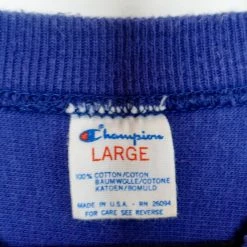 Champion
LARGE
100% COTTON/COTON
BAUMWOLLE/COTONE
KATOEN/BOMULD
MADE IN U.S.A. - RN 26094
FOR CARE SEE REVERSE